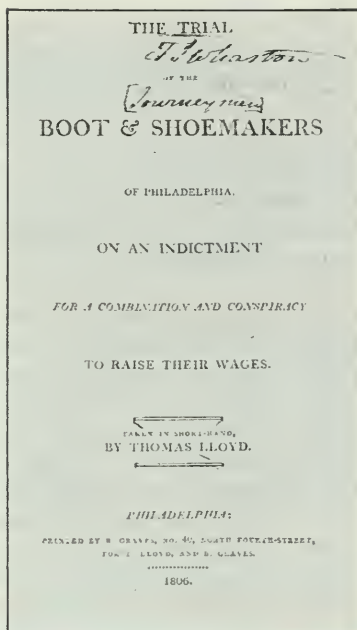 THE TRIAL
OF THE
[Journeymen]
BOOT & SHOEMAKERS
OF PHILADELPHIA,
ON AN INDICTMENT
FOR A COMBINATION AND CONSPIRACY
TO RAISE THEIR WAGES.
TAKEN IN SHORT-HAND,
BY THOMAS LLOYD.
PHILADELPHIA:
PRINTED BY B. GRAVES, NO. 40, NORTH FOURTH-STREET,
FOR T. LLOYD, AND B. GRAVES.
1806.